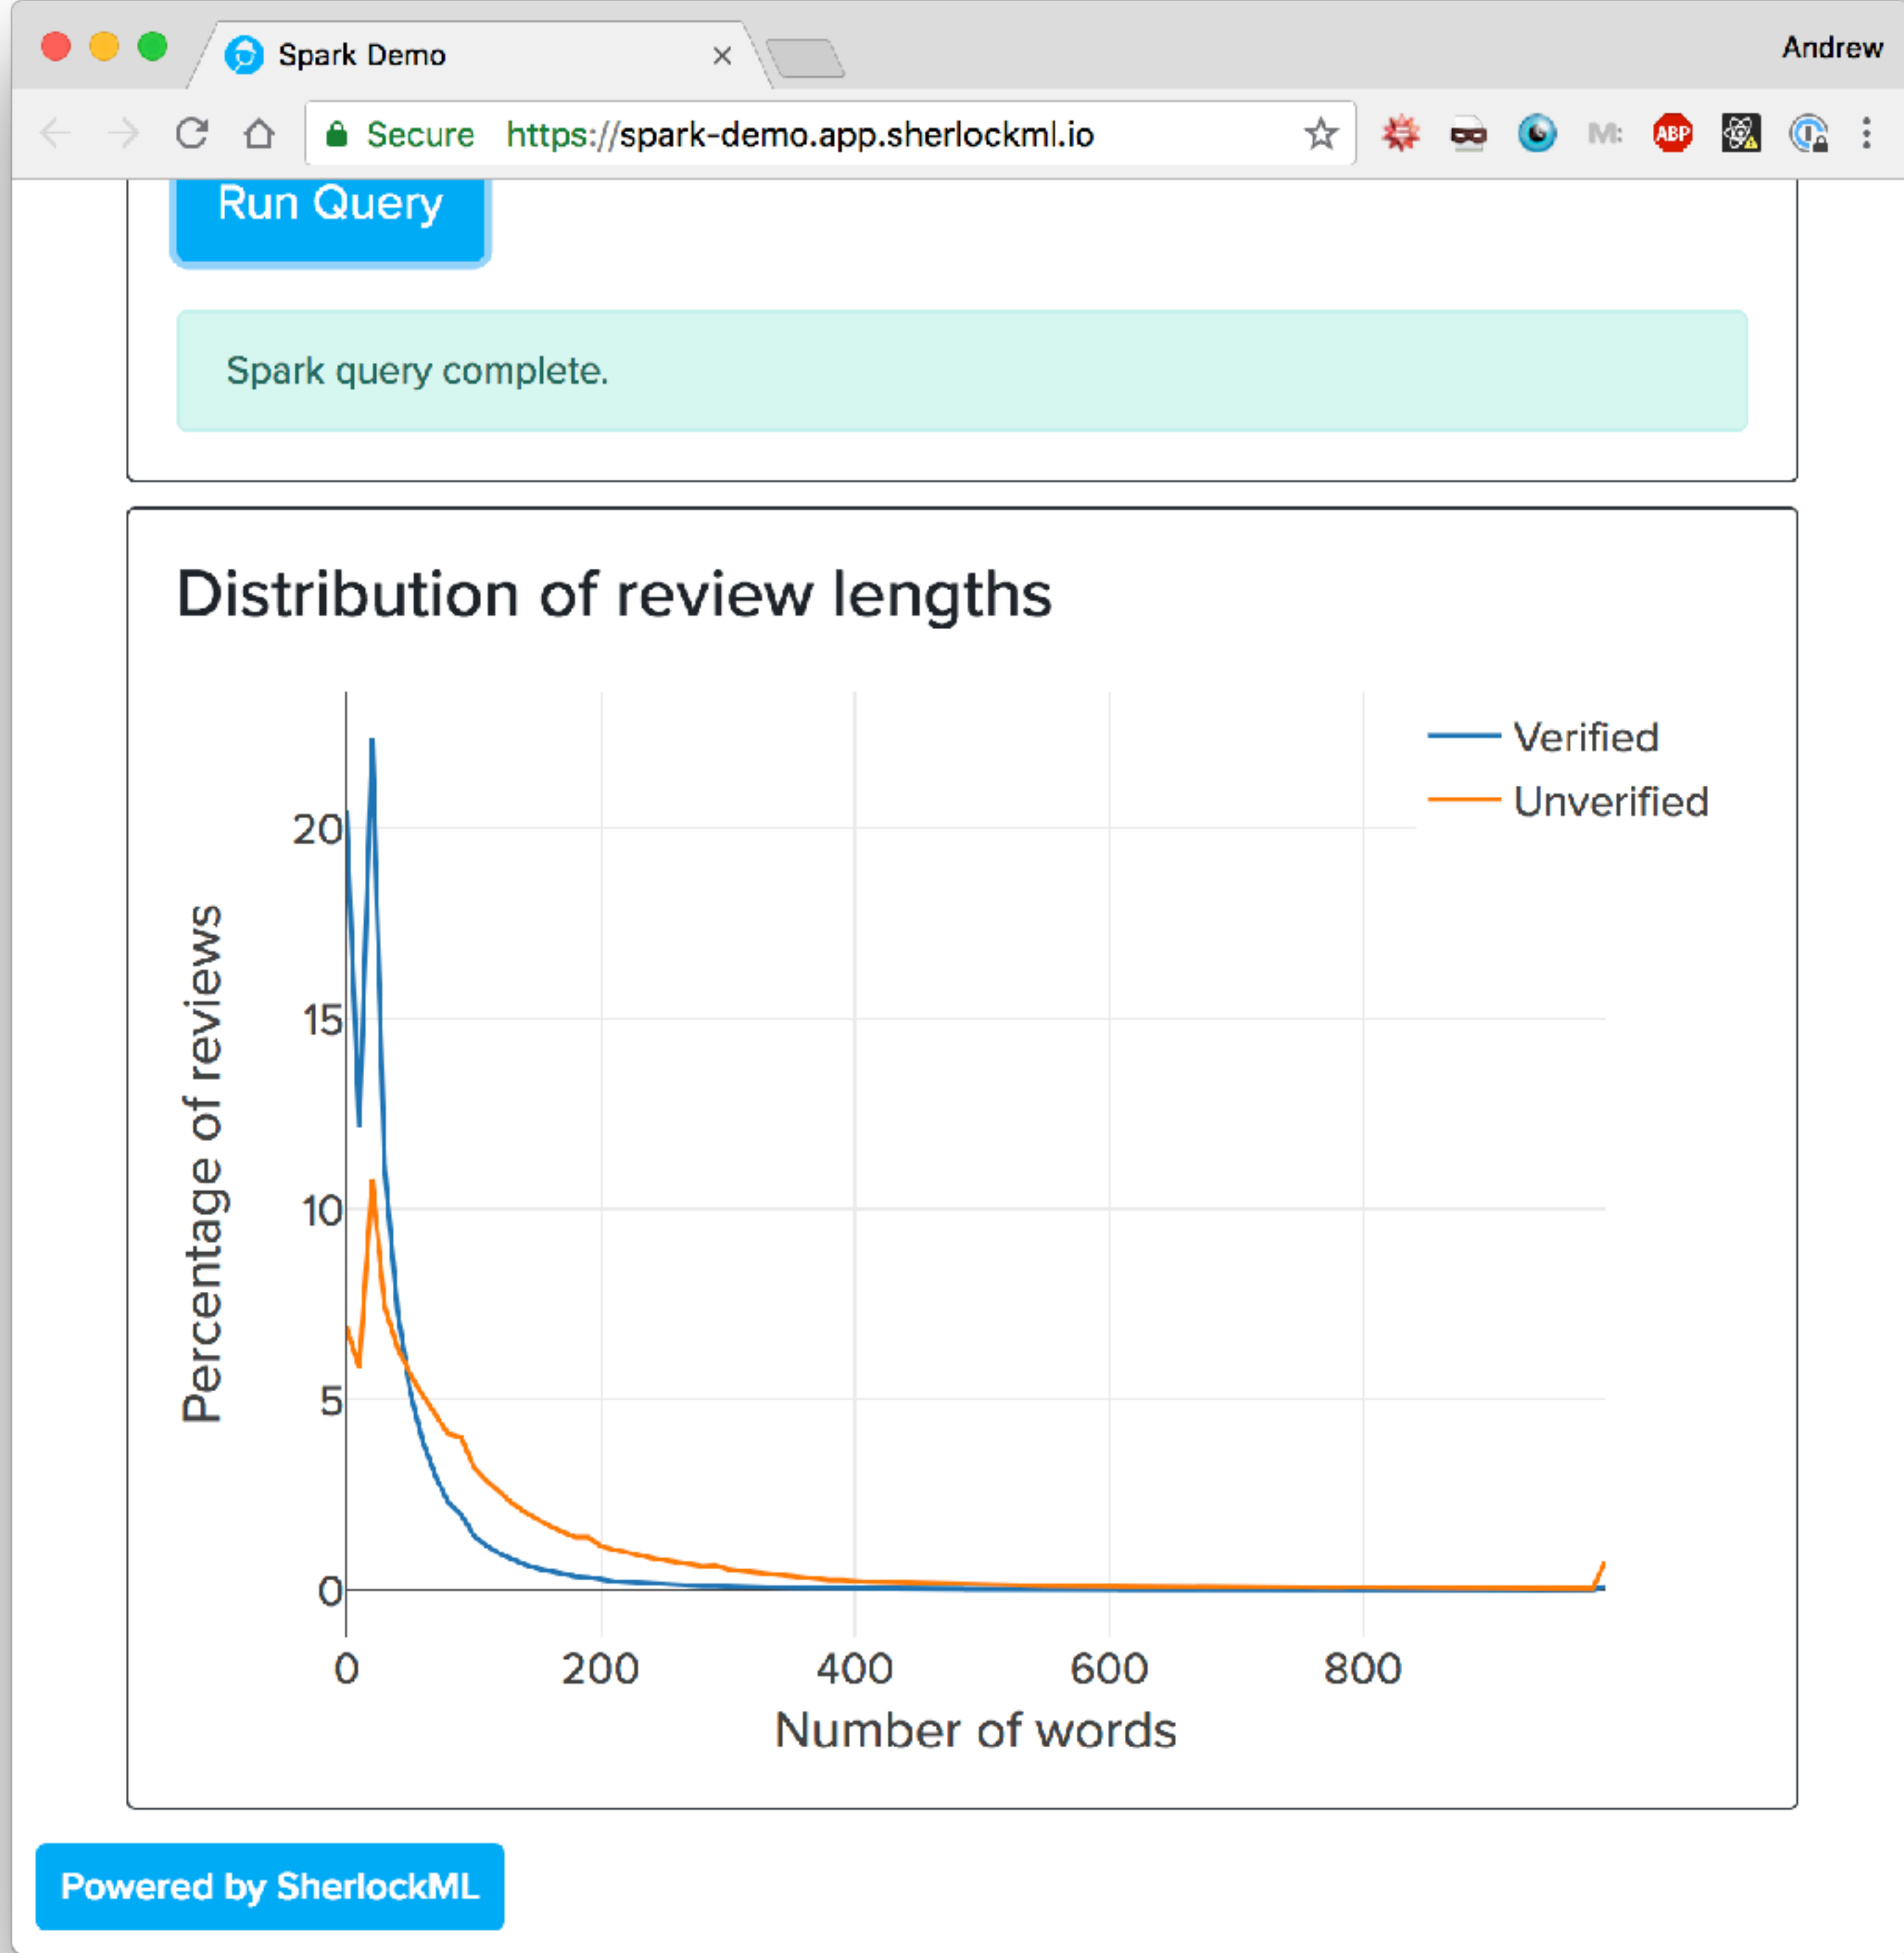 Spark Demo
Andrew
Secure https://spark-demo.app.sherlockml.io
M:
ABP
Run Query
Spark query complete.
Distribution of review lengths
Verified
Unverified
20
15
10
5
0
Percentage of reviews
0 200 400 600 800
Number of words
Powered by SherlockML